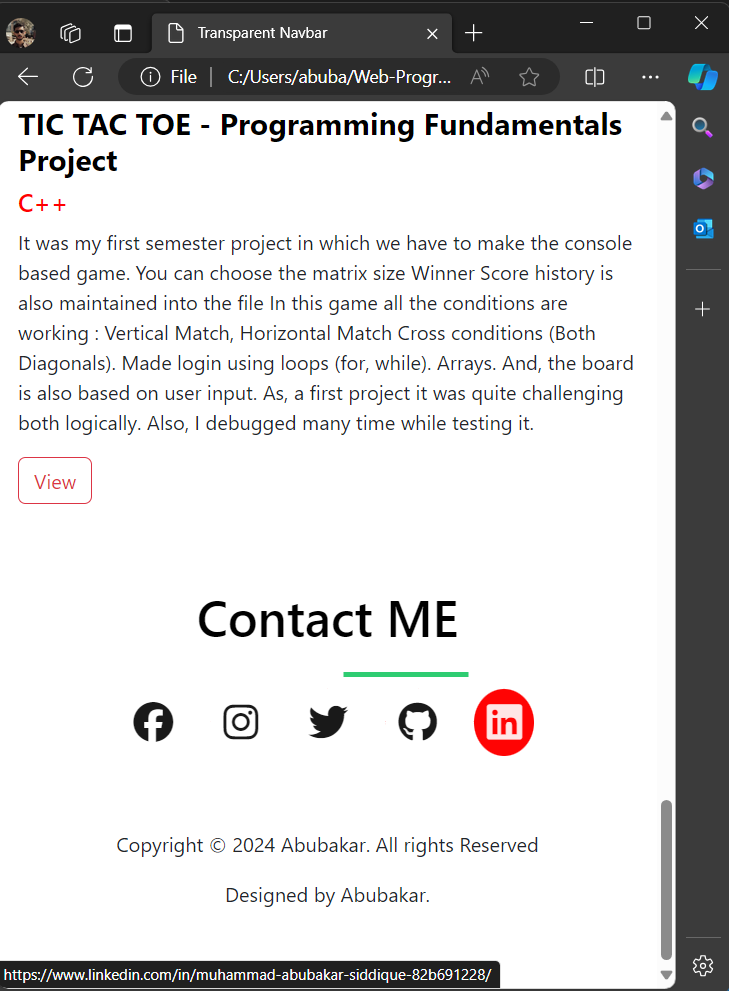 Transparent Navbar
File
C:/Users/abuba/Web-Progr...
TIC TAC TOE - Programming Fundamentals
Project
C++
It was my first semester project in which we have to make the console
based game. You can choose the matrix size Winner Score history is
also maintained into the file In this game all the conditions are
working : Vertical Match, Horizontal Match Cross conditions (Both
Diagonals). Made login using loops (for, while). Arrays. And, the board
is also based on user input. As, a first project it was quite challenging
both logically. Also, I debugged many time while testing it.
View
Contact ME
in
Copyright © 2024 Abubakar. All rights Reserved
Designed by Abubakar.
https://www.linkedin.com/in/muhammad-abubakar-siddique-82b691228/